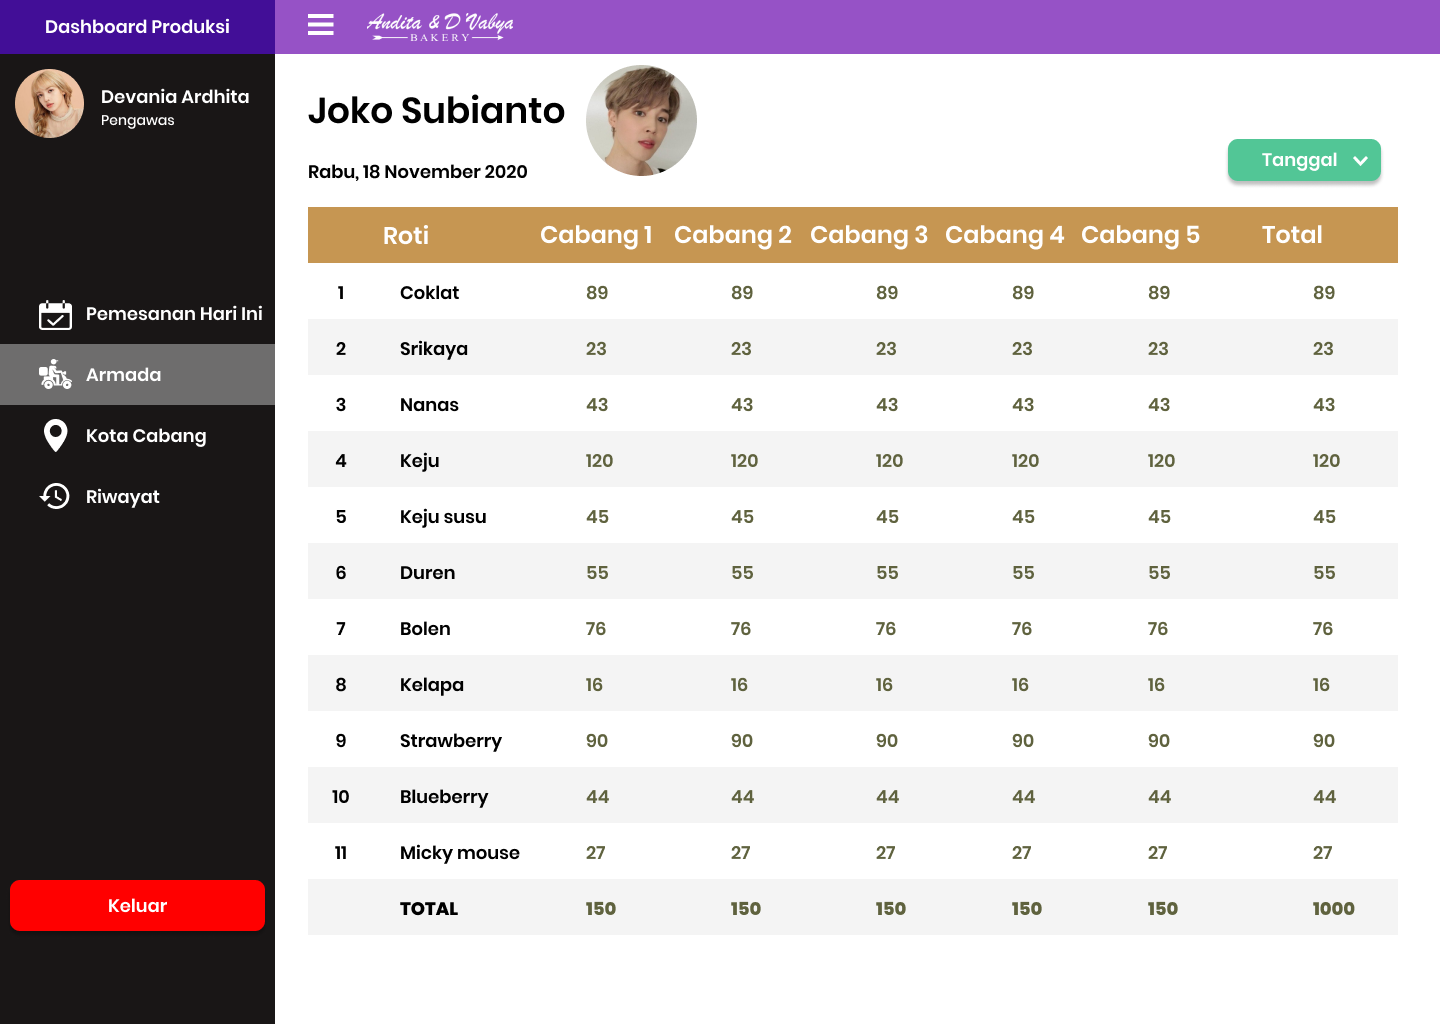 Dashboard Produksi
Andita & D'Vabya
BAKERY
Devania Ardhita
Pengawas
Joko Subianto
Rabu, 18 November 2020
Tanggal
Pemesanan Hari Ini
Armada
Kota Cabang
Riwayat
Keluar
Roti Cabang 1 Cabang 2 Cabang 3 Cabang 4 Cabang 5 Total
1 Coklat 89 89 89 89 89 89
2 Srikaya 23 23 23 23 23 23
3 Nanas 43 43 43 43 43 43
4 Keju 120 120 120 120 120 120
5 Keju susu 45 45 45 45 45 45
6 Duren 55 55 55 55 55 55
7 Bolen 76 76 76 76 76 76
8 Kelapa 16 16 16 16 16 16
9 Strawberry 90 90 90 90 90 90
10 Blueberry 44 44 44 44 44 44
11 Micky mouse 27 27 27 27 27 27
TOTAL 150 150 150 150 150 1000